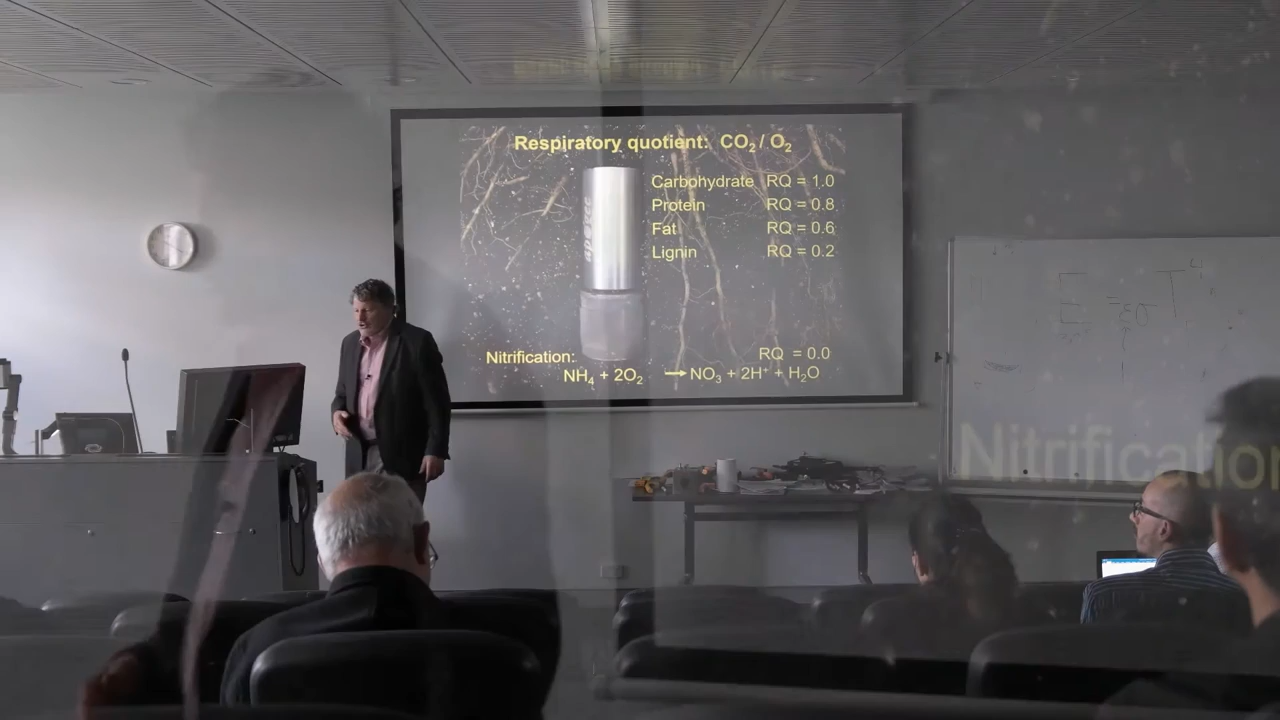 Respiratory quotient: CO₂ / O₂
Carbohydrate RQ = 1.0
Protein RQ = 0.8
Fat RQ = 0.6
Lignin RQ = 0.2
Nitrification: RQ = 0.0
NH₄ + 2O₂ → NO₃ + 2H⁺ + H₂O
Nitrification